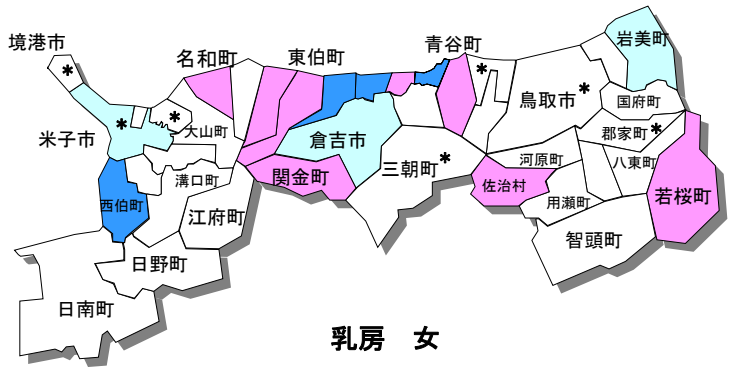 境港市
*
名和町
東伯町
青谷町
*
岩美町
米子市
*
*
大山町
倉吉市
鳥取市*
国府町
郡家町*
西伯町
溝口町
江府町
関金町
三朝町*
河原町
八東町
佐治村
用瀬町
若桜町
智頭町
日野町
日南町
乳房 女